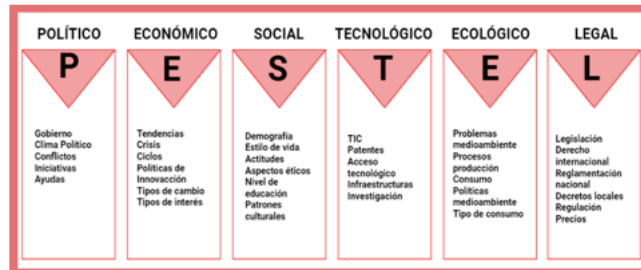 POLÍTICO
ECONÓMICO
SOCIAL
TECNOLÓGICO
ECOLÓGICO
LEGAL
P
E
S
T
E
L
Gobierno
Clima Político
Conflictos
Iniciativas
Ayudas
Tendencias
Crisis
Ciclos
Políticas de
Innovacción
Tipos de cambio
Tipos de interés
Demografía
Estilo de vida
Actitudes
Aspectos éticos
Nivel de
educación
Patrones
culturales
TIC
Patentes
Acceso
tecnológico
Infraestructuras
Investigación
Problemas
medioambiente
Procesos
producción
Consumo
Políticas
medioambiente
Tipo de consumo
Legislación
Derecho
internacional
Reglamentación
nacional
Decretos locales
Regulación
Precios